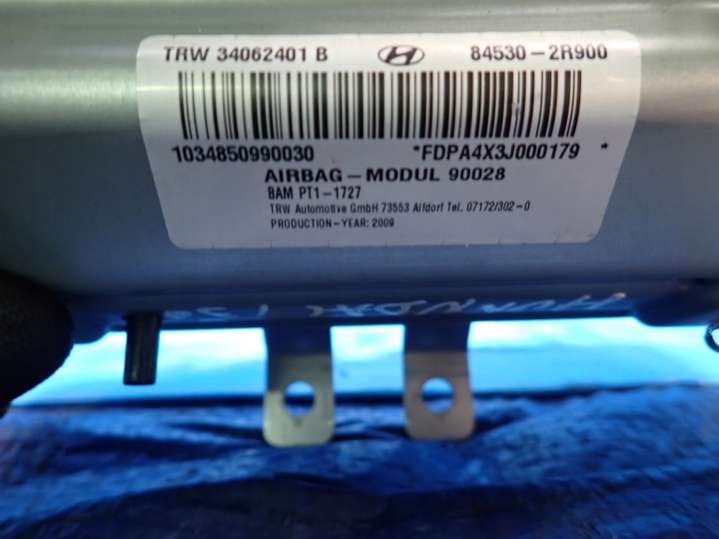 TRW 34062401 B 84530-2R900
1034850990030 *FDPA4X3J000179 *
AIRBAG-MODUL 90028
BAM PT1-1727
TRW Automotive GmbH 73553 Alfdorf Tel. 07172/302-0
PRODUCTION-YEAR: 2009